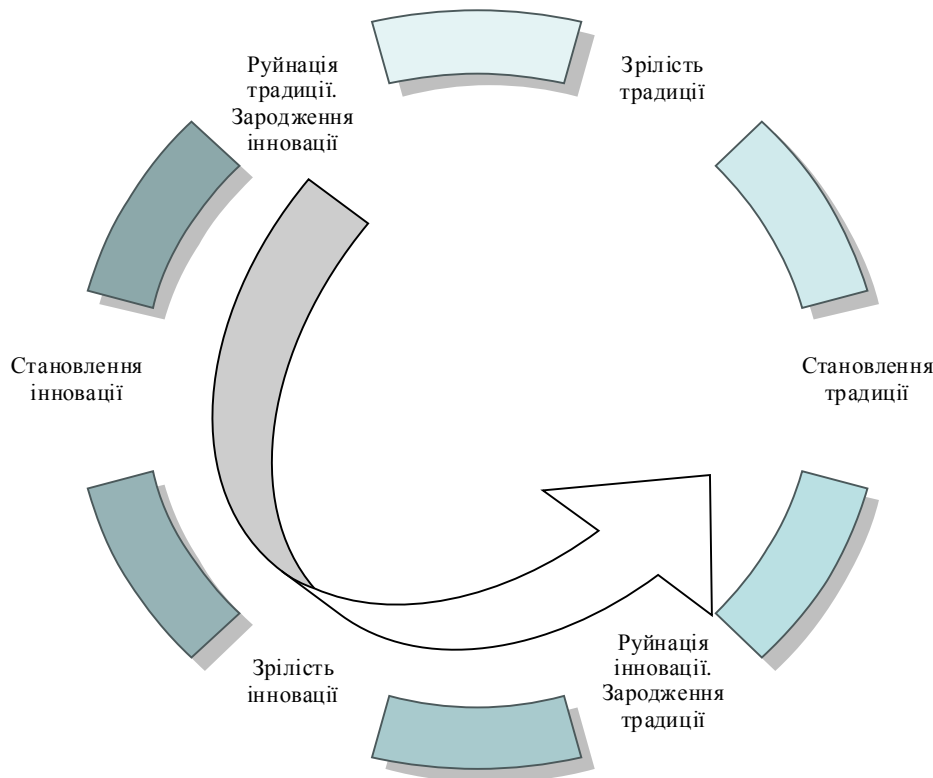 Руйнація
традиції.
Зародження
інновації
Зрілість
традиції
Становлення
інновації
Становлення
традиції
Зрілість
інновації
Руйнація
інновації.
Зародження
традиції